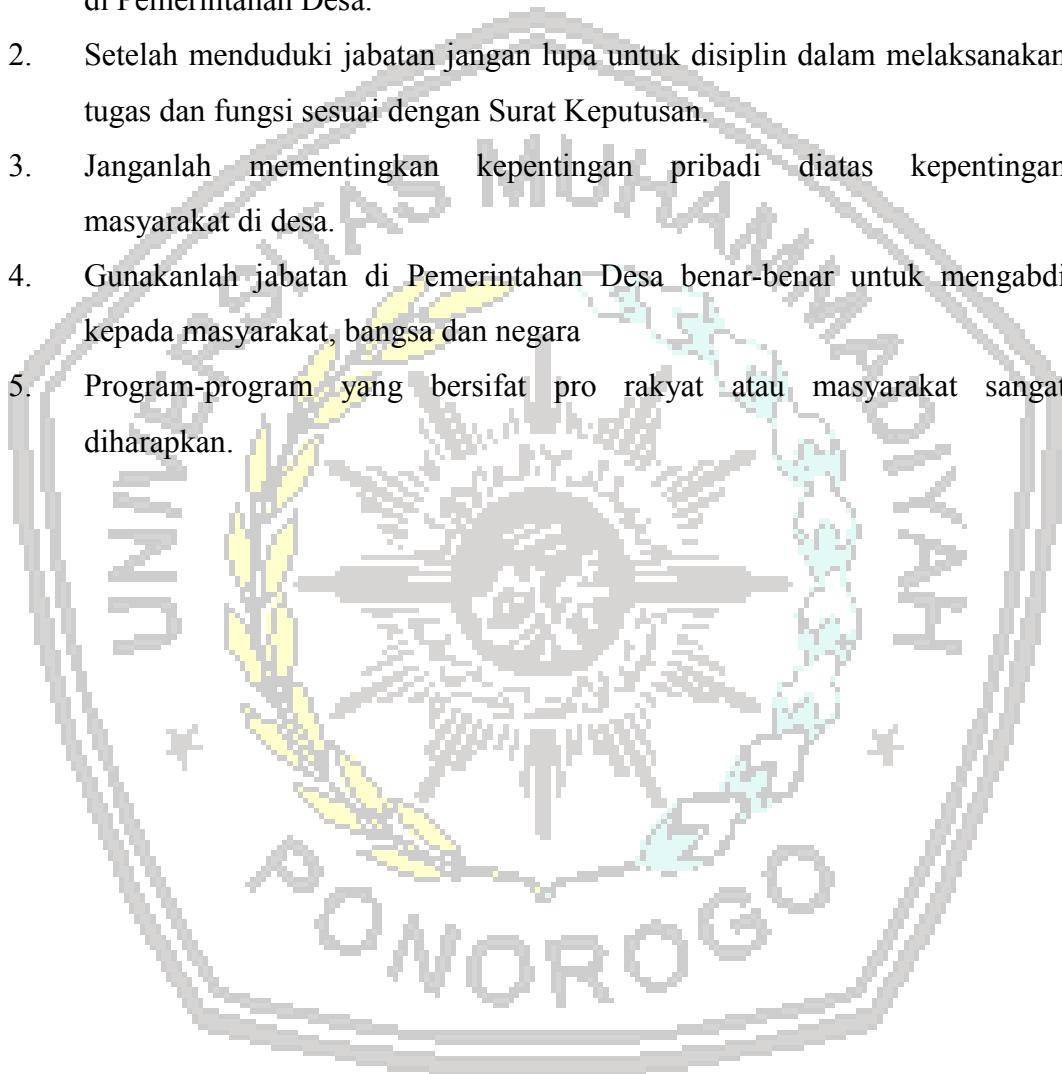 di Pemerintahan Desa.
2. Setelah menduduki jabatan jangan lupa untuk disiplin dalam melaksanakan
tugas dan fungsi sesuai dengan Surat Keputusan.
3. Janganlah mementingkan kepentingan pribadi diatas kepentingan
masyarakat di desa.
4. Gunakanlah jabatan di Pemerintahan Desa benar-benar untuk mengabdi
kepada masyarakat, bangsa dan negara
5. Program-program yang bersifat pro rakyat atau masyarakat sangat
diharapkan.
UNIVERSITAS MUHAMMADIYAH
PONOROGO